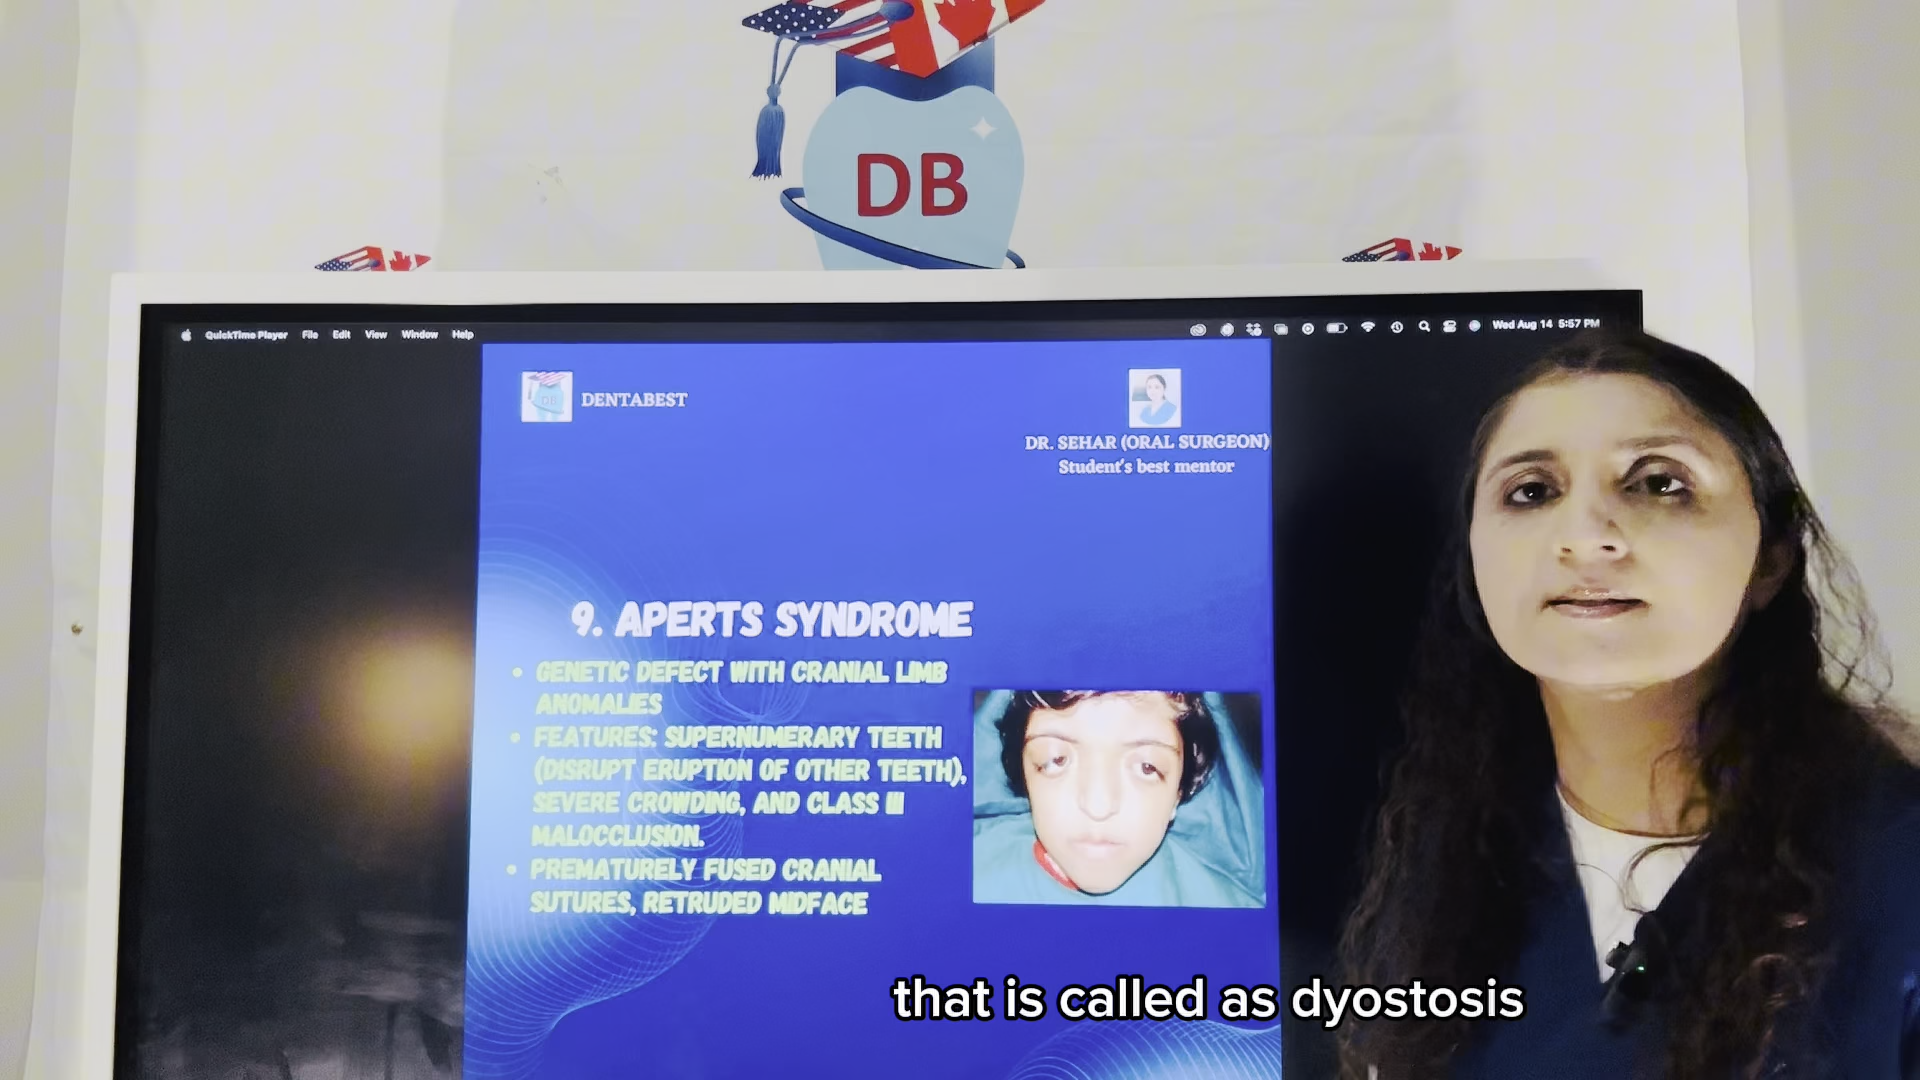 DB
QuickTime Player File Edit View Window Help
Wed Aug 14 5:57 PM
DB
DENTABEST
DR. SEHAR (ORAL SURGEON)
Student's best mentor
9. APERTS SYNDROME
• GENETIC DEFECT WITH CRANIAL LIMB
ANOMALIES
• FEATURES: SUPERNUMERARY TEETH
(DISRUPT ERUPTION OF OTHER TEETH),
SEVERE CROWDING, AND CLASS III
MALOCCLUSION.
• PREMATURELY FUSED CRANIAL
SUTURES, RETRUDED MIDFACE
that is called as dyostosis